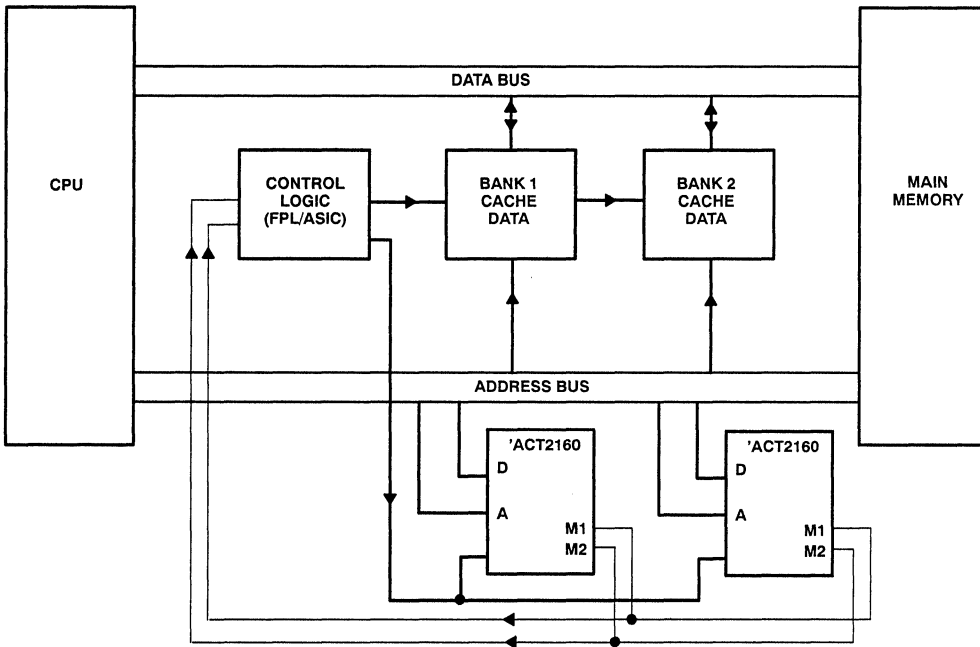 DATA BUS
CPU
CONTROL
LOGIC
(FPL/ASIC)
BANK 1
CACHE
DATA
BANK 2
CACHE
DATA
MAIN
MEMORY
ADDRESS BUS
'ACT2160
D
A
M1
M2
'ACT2160
D
A
M1
M2